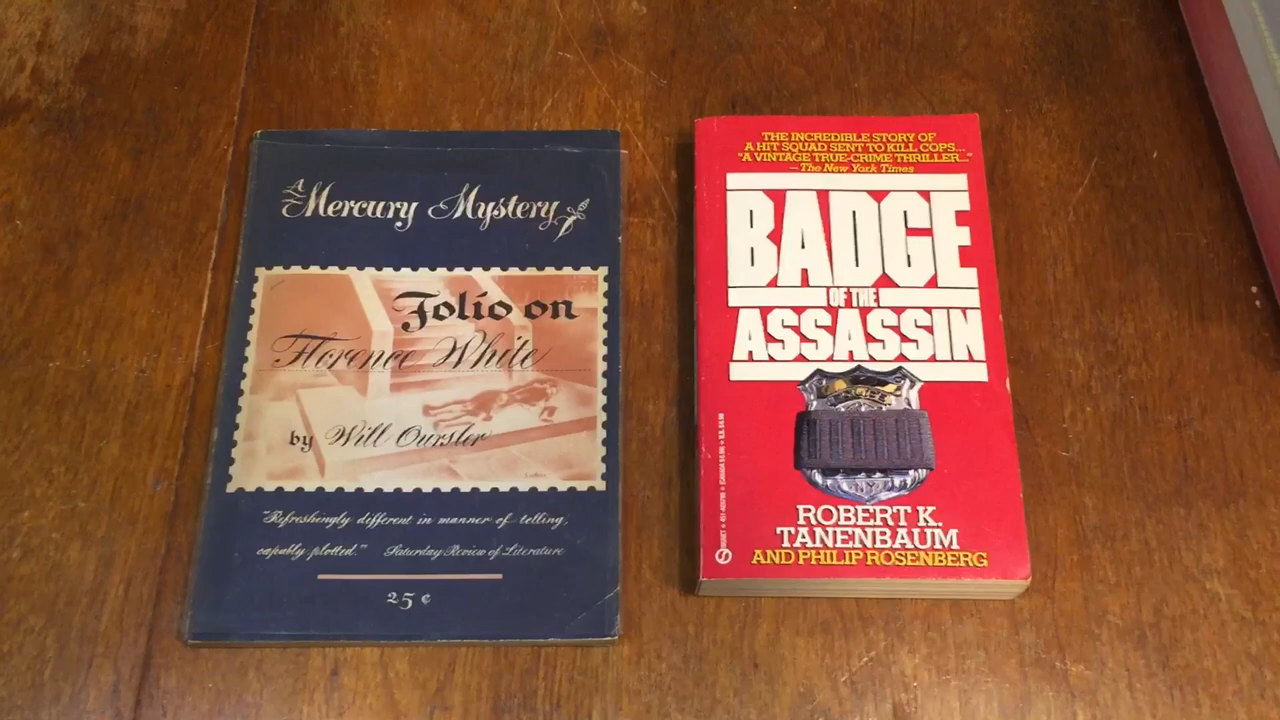 A
Mercury Mystery
Folio on
Florence White
by Will Oursler
"Refreshingly different in manner of telling,
capably plotted." Saturday Review of Literature
25¢
THE INCREDIBLE STORY OF
A HIT SQUAD SENT TO KILL COPS...
"A VINTAGE TRUE-CRIME THRILLER..."
—The New York Times
BADGE
OF THE
ASSASSIN
ROBERT K.
TANENBAUM
AND PHILIP ROSENBERG
SIGNET